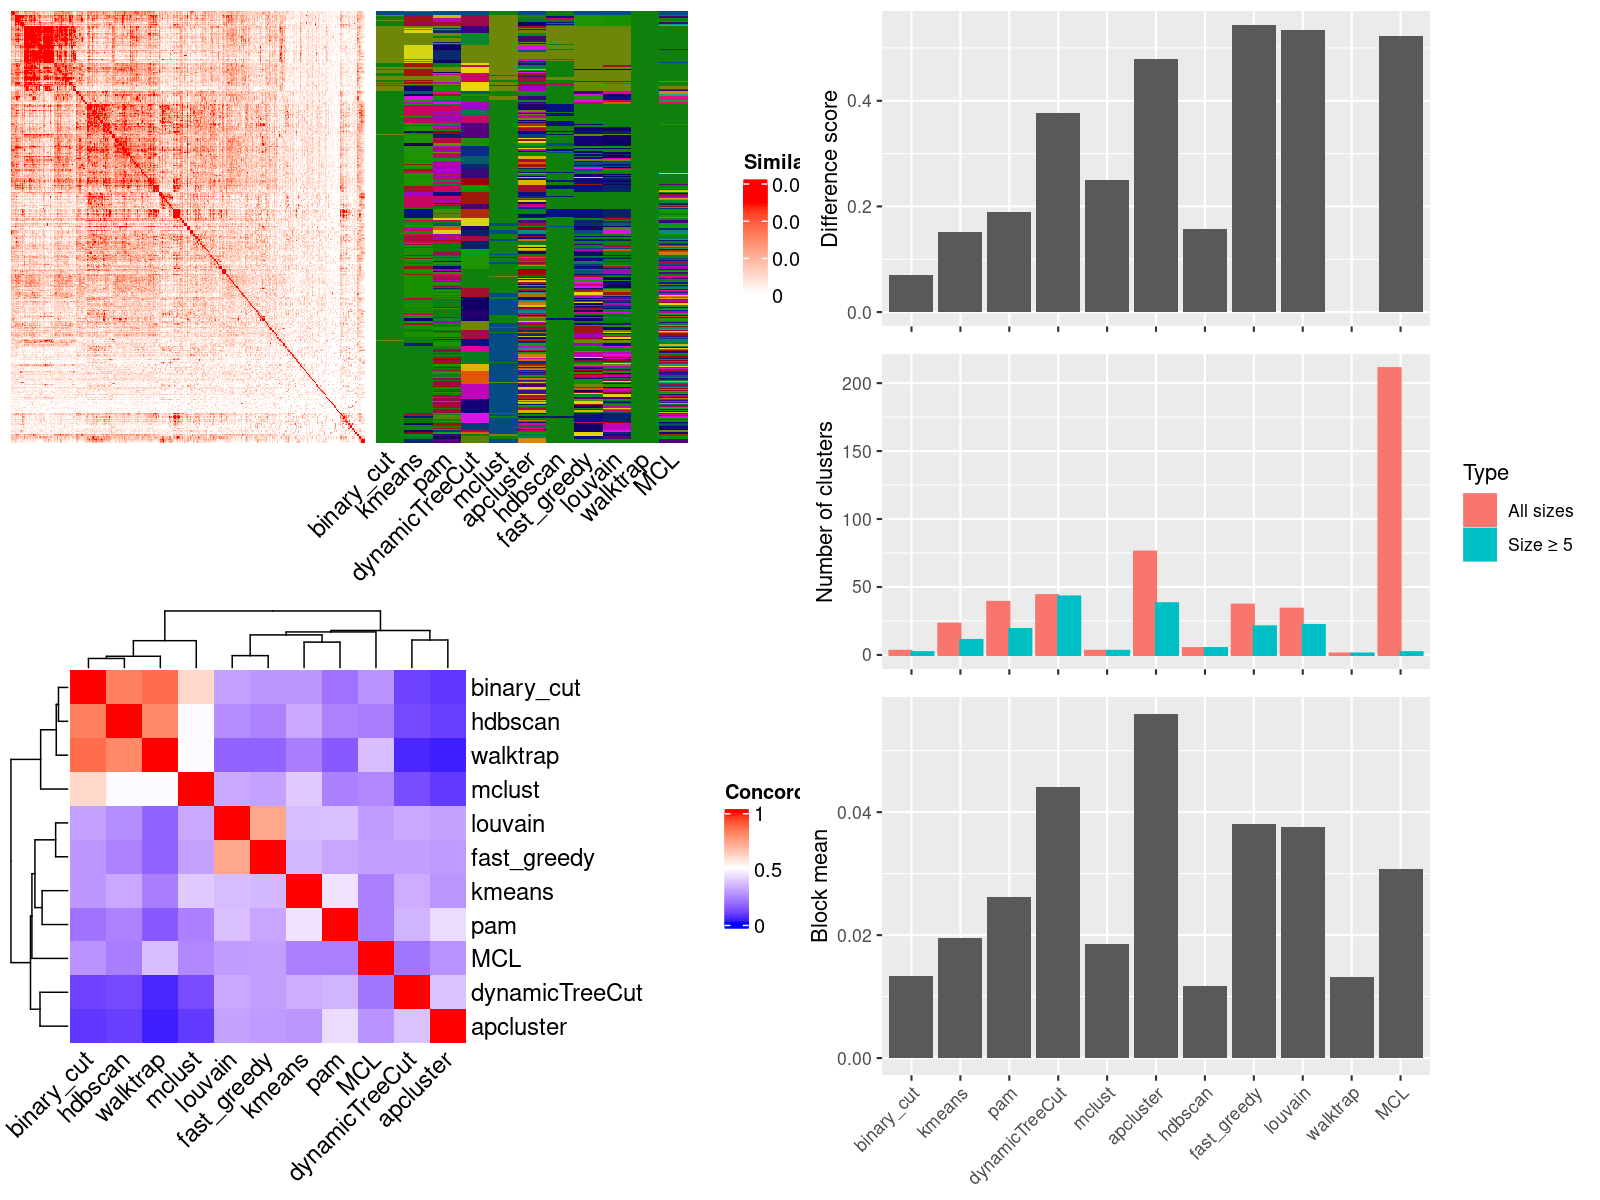 Simila
0.0
0.0
0.0
0
binary_cut
kmeans
pam
dynamicTreeCut
mclust
apcluster
hdbscan
fast_greedy
louvain
walktrap
MCL
binary_cut
hdbscan
walktrap
mclust
louvain
fast_greedy
kmeans
pam
MCL
dynamicTreeCut
apcluster
binary_cut
hdbscan
walktrap
mclust
louvain
fast_greedy
kmeans
pam
MCL
dynamicTreeCut
apcluster
Concord
1
0.5
0
Difference score
0.4
0.2
0.0
Number of clusters
200
150
100
50
0
Type
All sizes
Size ≥ 5
Block mean
0.04
0.02
0.00
binary_cut
kmeans
pam
dynamicTreeCut
mclust
apcluster
hdbscan
fast_greedy
louvain
walktrap
MCL